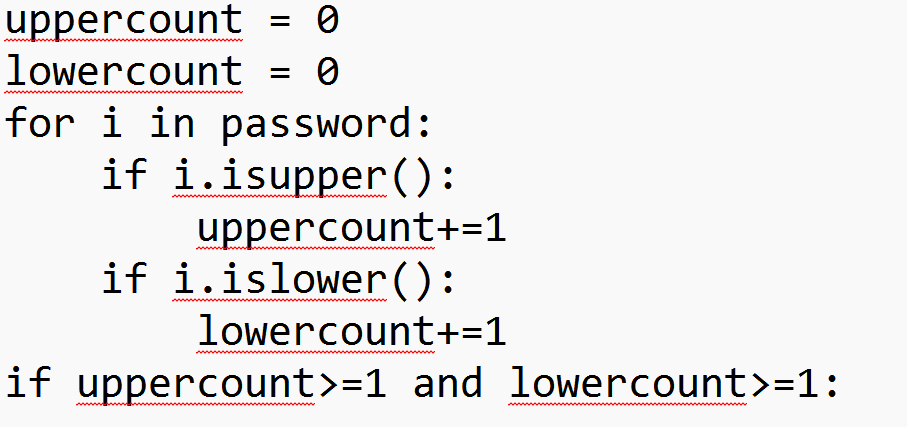 uppercount = 0
lowercount = 0
for i in password:
    if i.isupper():
        uppercount+=1
    if i.islower():
        lowercount+=1
if uppercount>=1 and lowercount>=1: